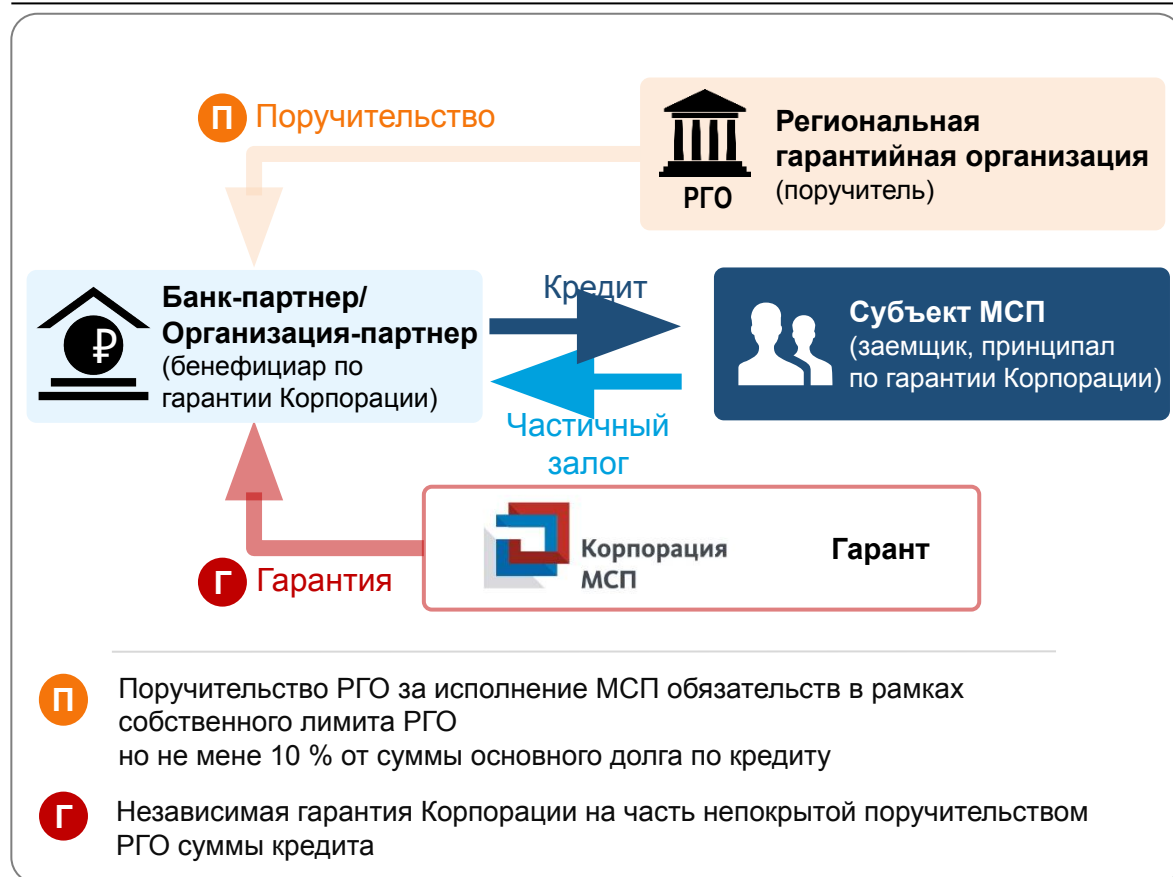 П Поручительство
РГО
Региональная
гарантийная организация
(поручитель)
₽
Банк-партнер/
Организация-партнер
(бенефициар по
гарантии Корпорации)
Кредит
Частичный
залог
Субъект МСП
(заемщик, принципал
по гарантии Корпорации)
Корпорация
МСП
Гарант
Г Гарантия
П
Поручительство РГО за исполнение МСП обязательств в рамках
собственного лимита РГО
но не мене 10 % от суммы основного долга по кредиту
Г
Независимая гарантия Корпорации на часть непокрытой поручительством
РГО суммы кредита